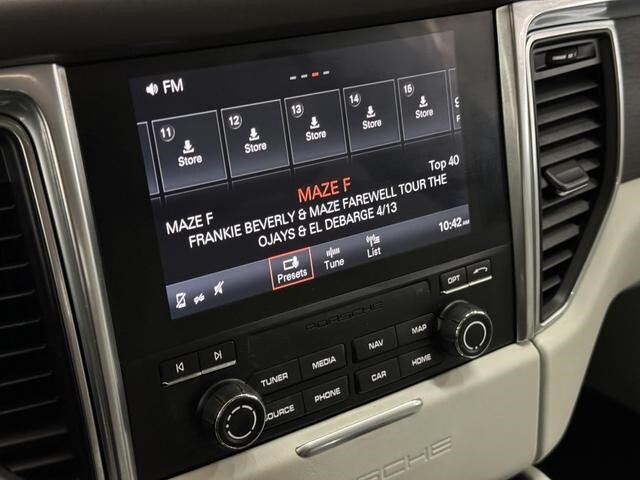 FM
11 12 13 14 15
Store Store Store Store Store
MAZE F
Top 40
MAZE F
FRANKIE BEVERLY & MAZE FAREWELL TOUR THE
OJAYS & EL DEBARGE 4/13
10:42 AM
Presets Tune List
PORSCHE
OPT
TUNER MEDIA NAV MAP
SOURCE PHONE CAR HOME
PORSCHE